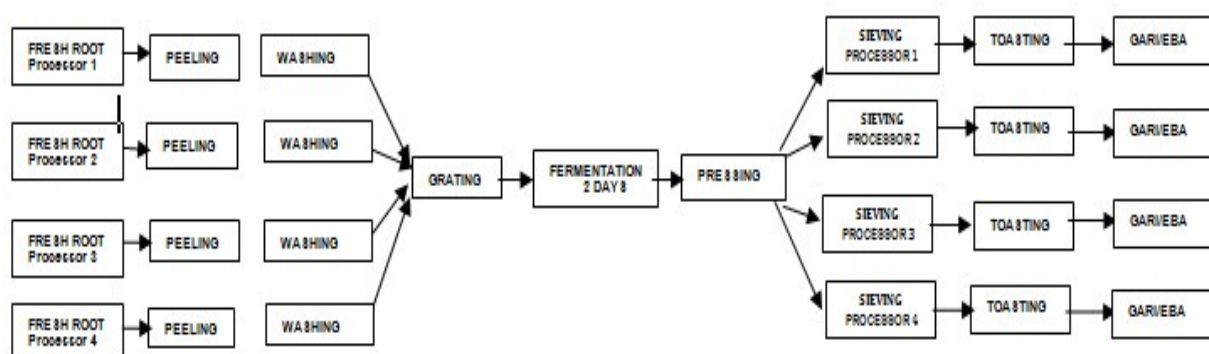 FRESH ROOT
Processor 1
PEELING
WASHING
FRESH ROOT
Processor 2
PEELING
WASHING
FRESH ROOT
Processor 3
PEELING
WASHING
FRESH ROOT
Processor 4
PEELING
WASHING
GRATING
FERMENTATION
2 DAYS
PRESSING
SIEVING
PROCESSOR 1
TOASTING
GARI/EBA
SIEVING
PROCESSOR 2
TOASTING
GARI/EBA
SIEVING
PROCESSOR 3
TOASTING
GARI/EBA
SIEVING
PROCESSOR 4
TOASTING
GARI/EBA